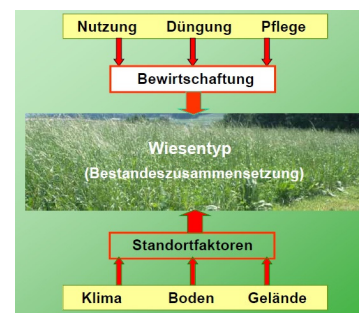 Nutzung Düngung Pflege
Bewirtschaftung
Wiesentyp
(Bestandeszusammensetzung)
Standortfaktoren
Klima Boden Gelände